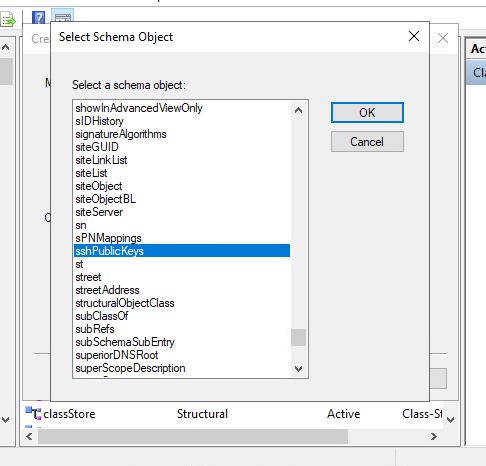 Cre
Select Schema Object
Ac
Cla
Select a schema object:
showInAdvancedViewOnly
sIDHistory
signatureAlgorithms
siteGUID
siteLinkList
siteList
siteObject
siteObjectBL
siteServer
sn
sPNMappings
sshPublicKeys
st
street
streetAddress
structuralObjectClass
subClassOf
subRefs
subSchemaSubEntry
superiorDNSRoot
superScopeDescription
OK
Cancel
classStore Structural Active Class-St